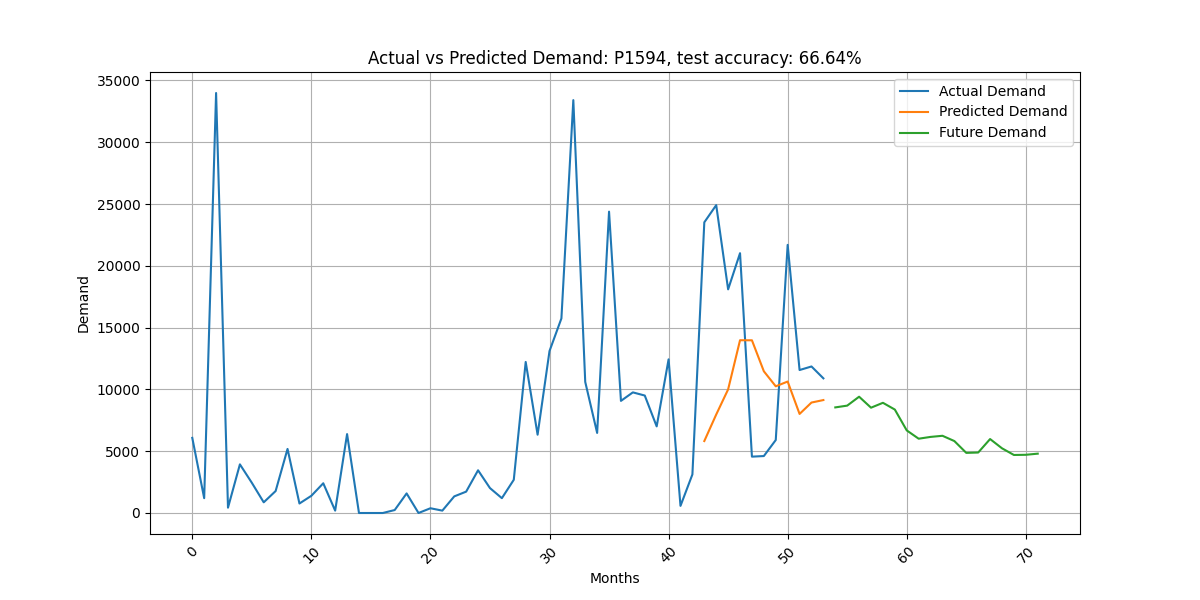 Actual vs Predicted Demand: P1594, test accuracy: 66.64%
Actual Demand
Predicted Demand
Future Demand
35000
30000
25000
20000
15000
10000
5000
0
Demand
0
10
20
30
40
50
60
70
Months